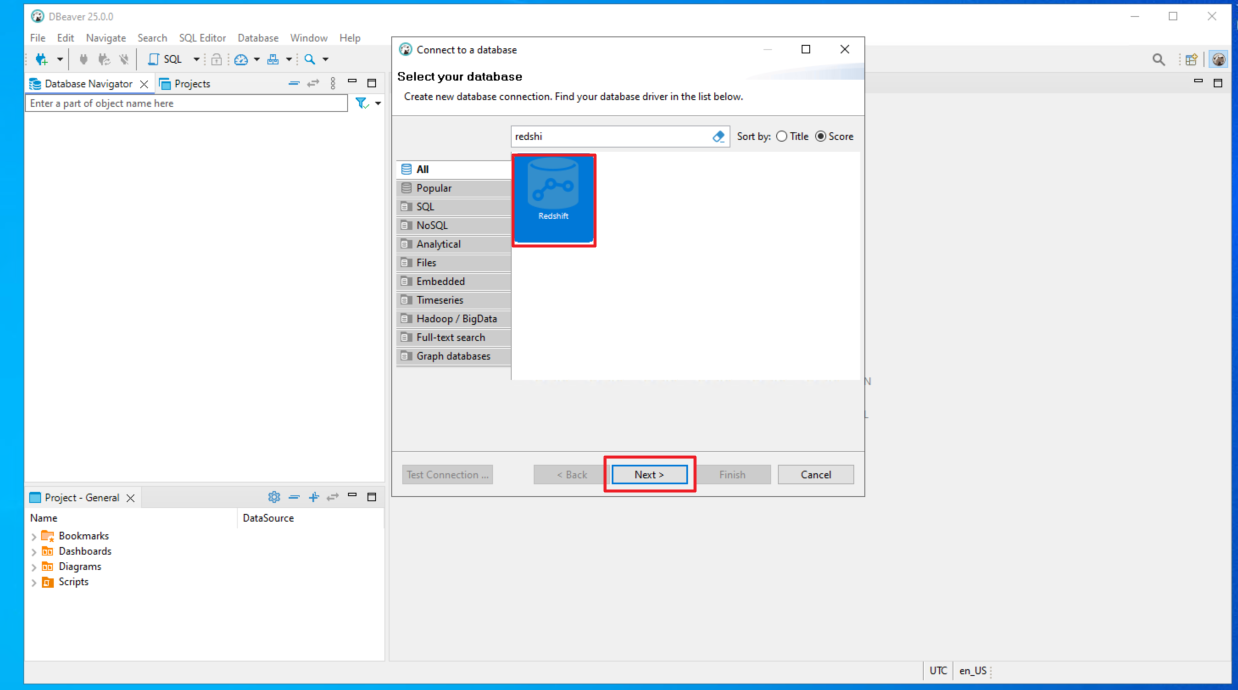 DBeaver 25.0.0
File Edit Navigate Search SQL Editor Database Window Help
SQL
Database Navigator
Projects
Enter a part of object name here
Connect to a database
Select your database
Create new database connection. Find your database driver in the list below.
redshi
Sort by: Title Score
All
Popular
SQL
NoSQL
Analytical
Files
Embedded
Timeseries
Hadoop / BigData
Full-text search
Graph databases
Redshift
N
L
Test Connection ...
< Back
Next >
Finish
Cancel
Project - General
Name DataSource
Bookmarks
Dashboards
Diagrams
Scripts
UTC en_US